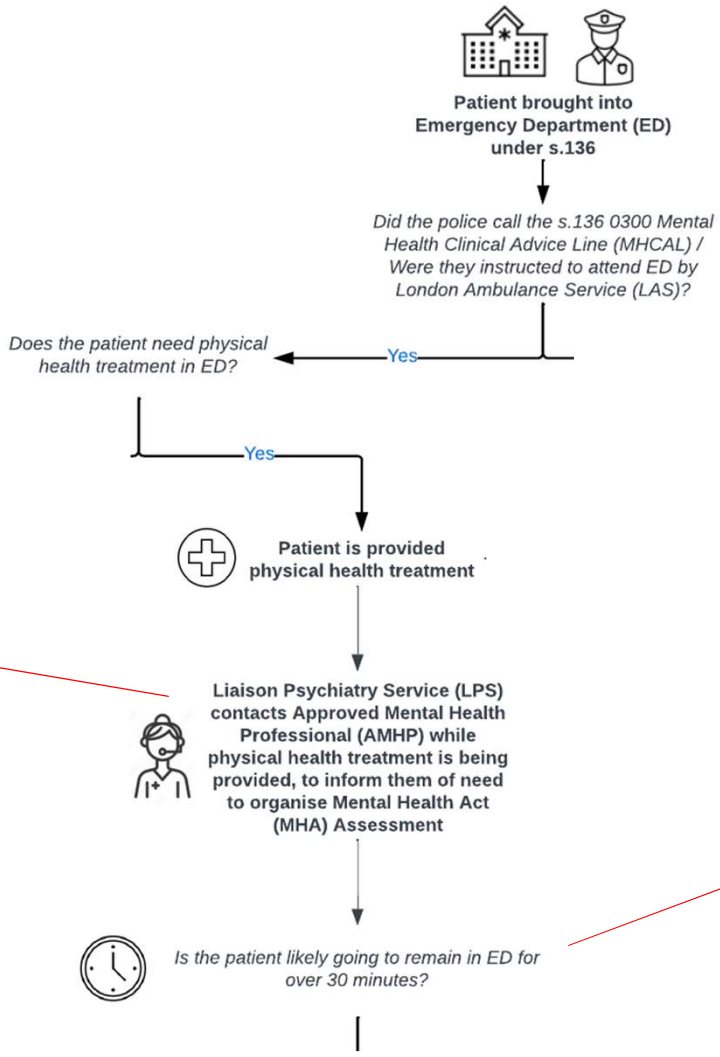 Patient brought into
Emergency Department (ED)
under s.136
Did the police call the s.136 0300 Mental
Health Clinical Advice Line (MHCAL) /
Were they instructed to attend ED by
London Ambulance Service (LAS)?
Yes
Does the patient need physical
health treatment in ED?
Yes
Patient is provided
physical health treatment
Liaison Psychiatry Service (LPS)
contacts Approved Mental Health
Professional (AMHP) while
physical health treatment is being
provided, to inform them of need
to organise Mental Health Act
(MHA) Assessment
Is the patient likely going to remain in ED for
over 30 minutes?